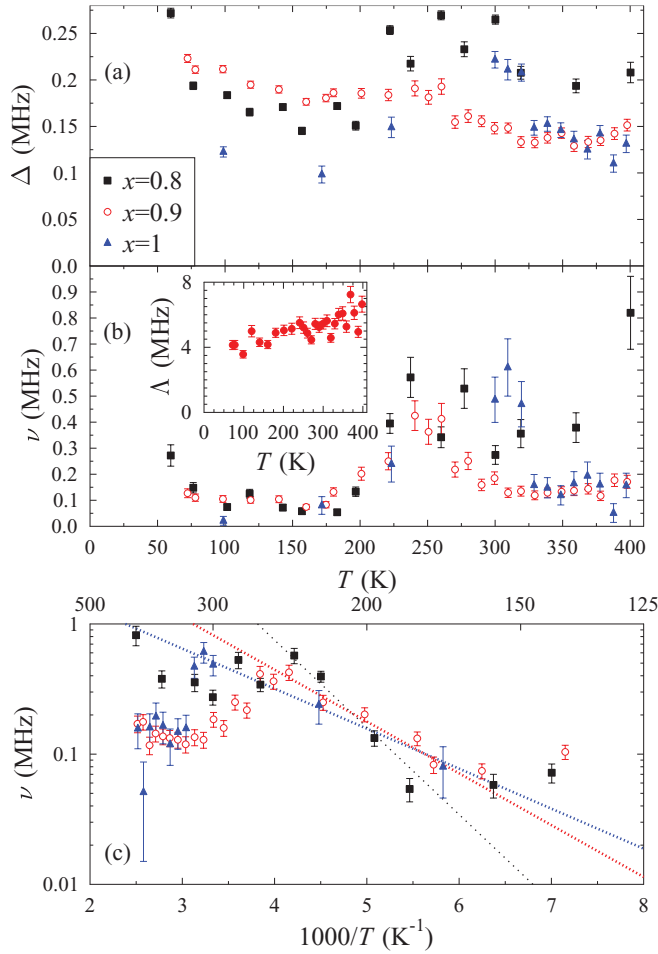 0.25
0.20
0.15
0.1
0.05
0.0
Δ (MHz)
(a)
x=0.8
x=0.9
x=1
0.9
0.8
0.7
0.6
0.5
0.4
0.3
0.2
0.1
0.0
ν (MHz)
(b)
8
4
0
Λ (MHz)
0 100 200 300 400
T (K)
0 50 100 150 200 250 300 350 400
T (K)
500 300 200 150 125
1
0.1
0.01
ν (MHz)
(c)
2 3 4 5 6 7 8
1000/T (K⁻¹)